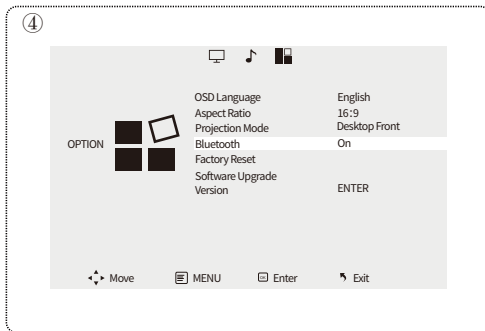 ④
OSD Language English
Aspect Ratio 16:9
Projection Mode Desktop Front
OPTION Bluetooth On
Factory Reset
Software Upgrade
Version ENTER
Move MENU OK Enter Exit